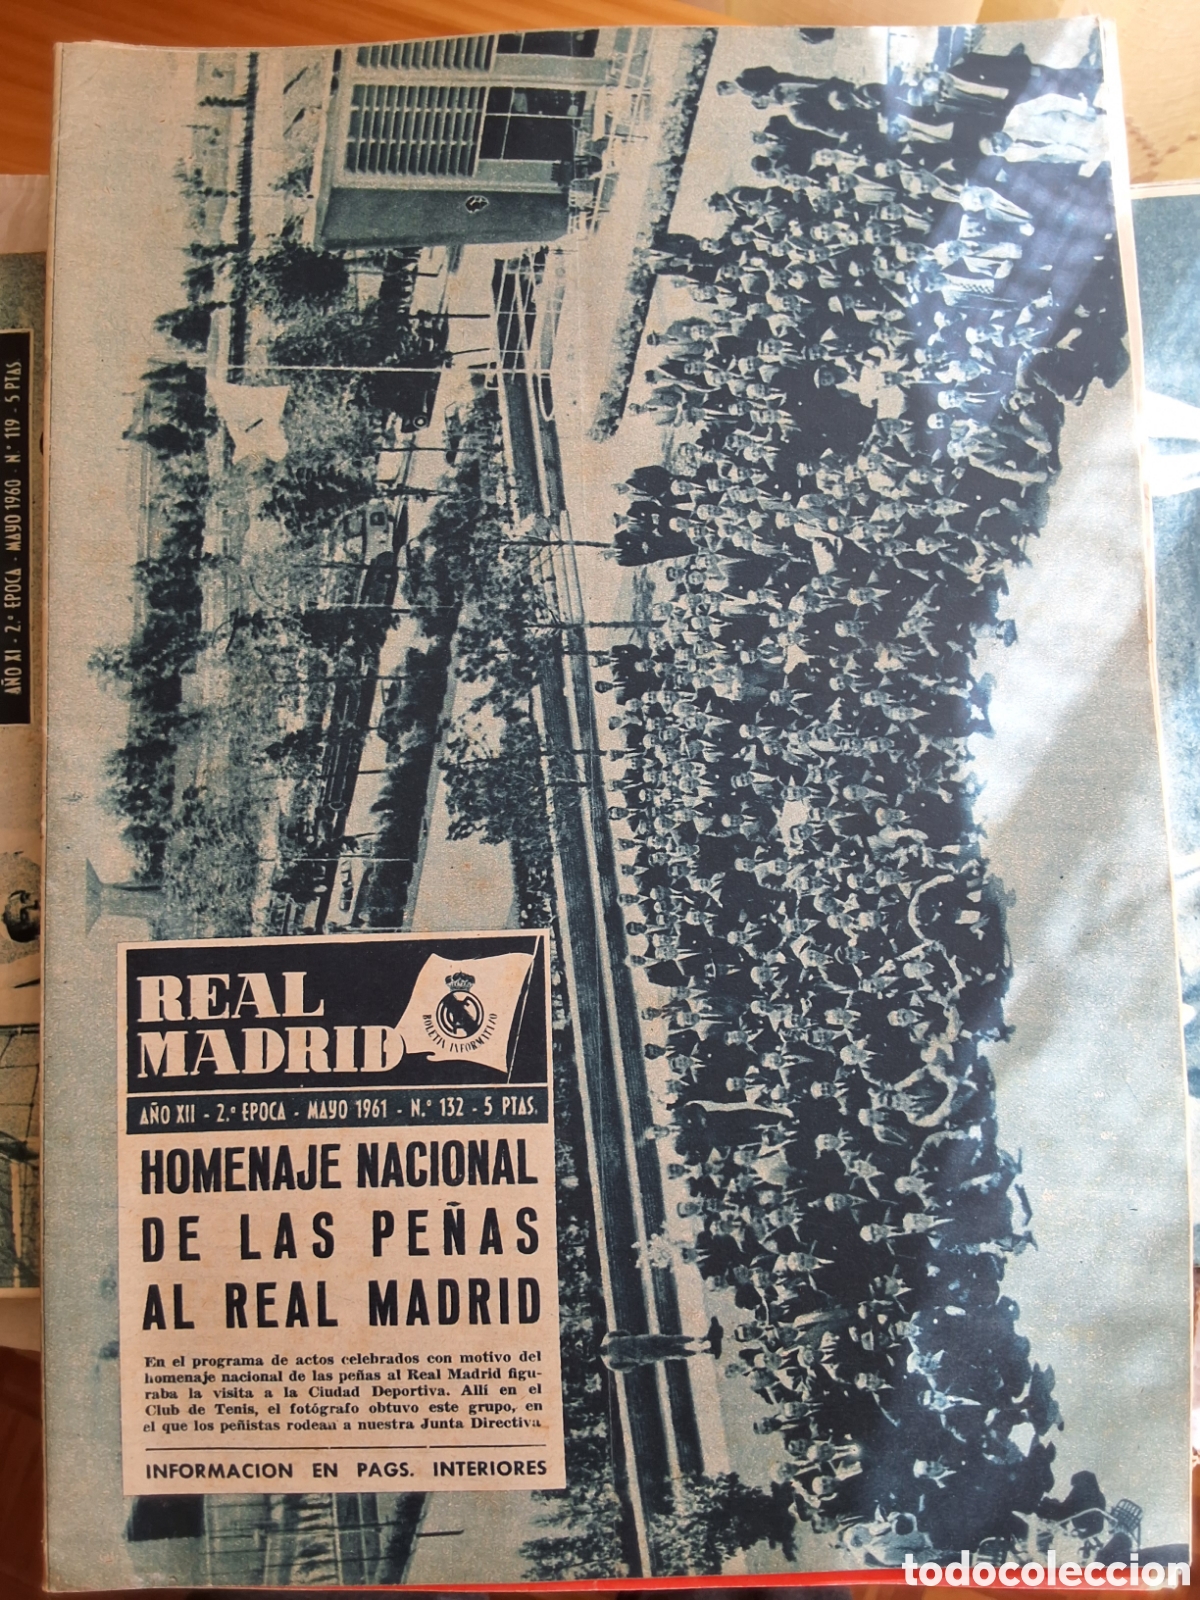 REAL
MADRID
BOLETIN INFORMATIVO
AÑO XII - 2.ª EPOCA - MAYO 1961 - N.º 132 - 5 PTAS.
HOMENAJE NACIONAL
DE LAS PEÑAS
AL REAL MADRID
En el programa de actos celebrados con motivo del
homenaje nacional de las peñas al Real Madrid figu-
raba la visita a la Ciudad Deportiva. Allí en el
Club de Tenis, el fotógrafo obtuvo este grupo, en
el que los peñistas rodean a nuestra Junta Directiva
INFORMACION EN PAGS. INTERIORES
AÑO XI - 2.ª EPOCA - MAYO 1960 - N.º 119 - 5 PTAS
todocoleccion